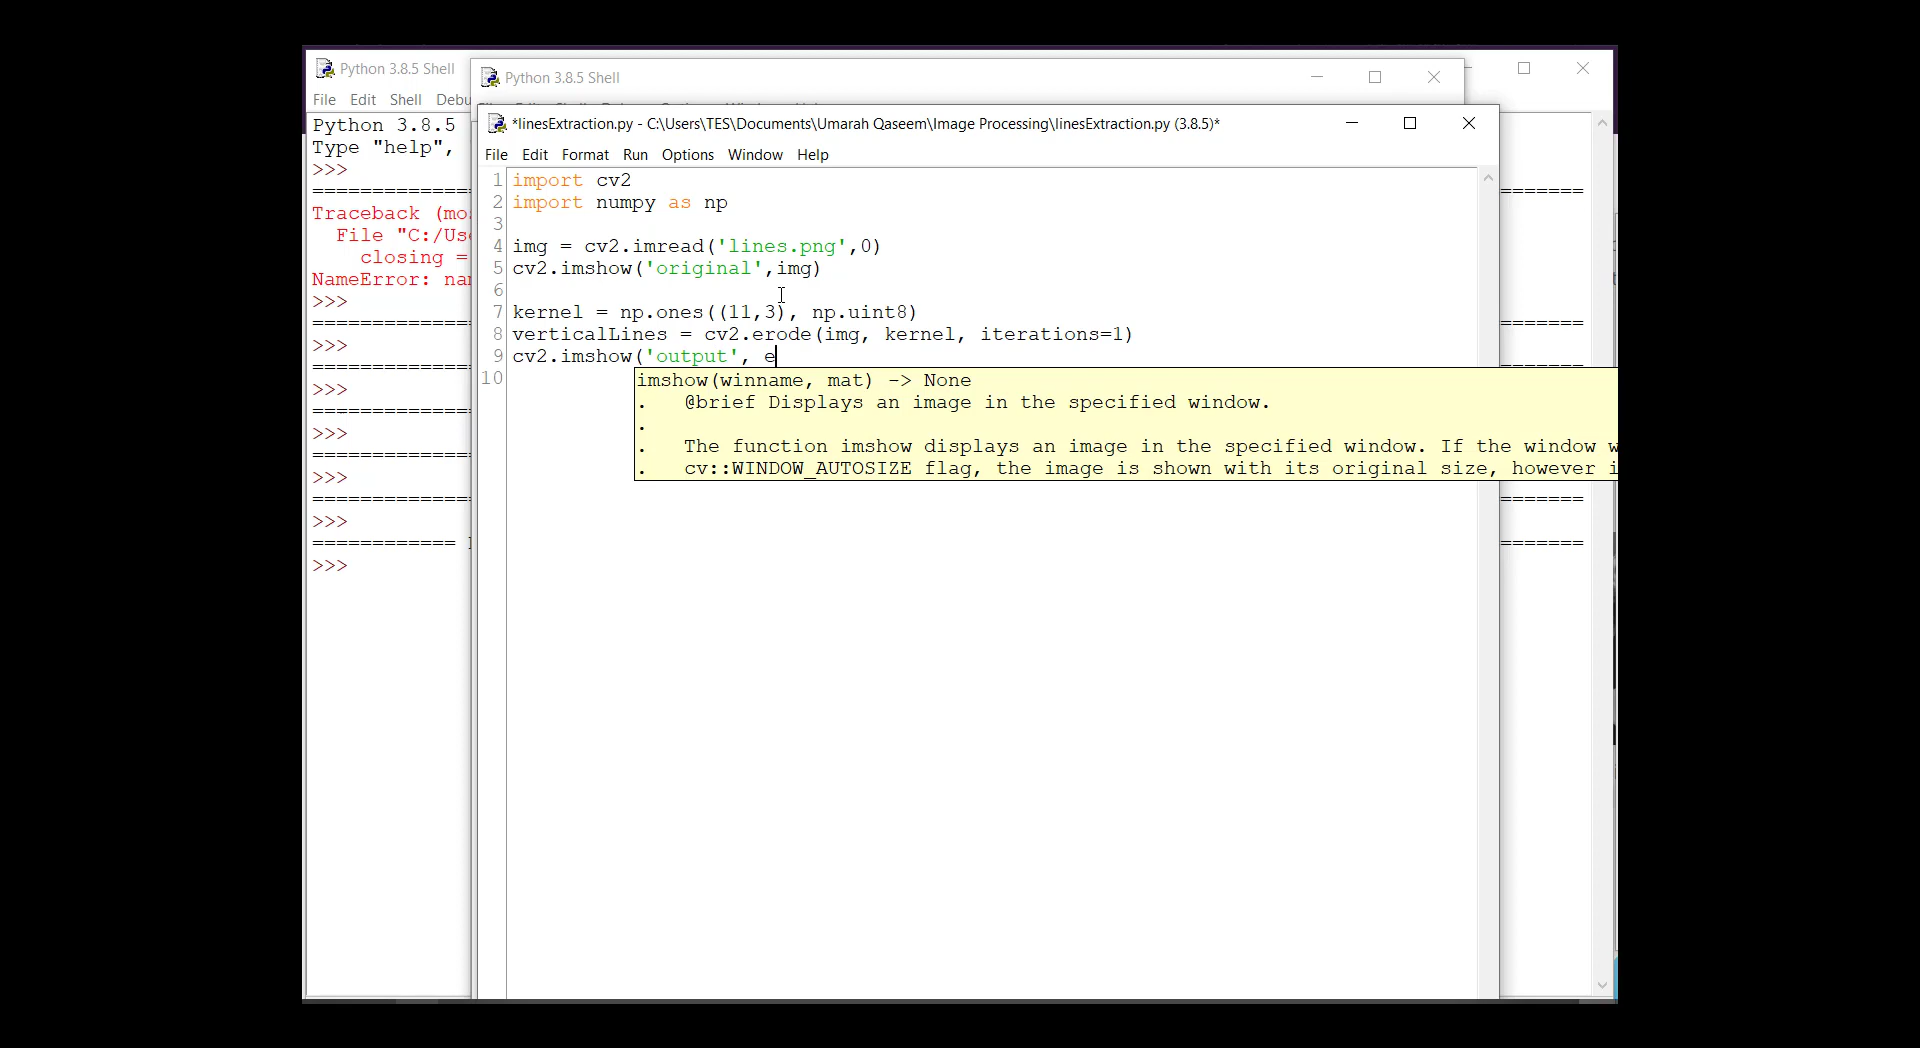 Python 3.8.5 Shell
File Edit Shell Debu
Python 3.8.5
Type "help",
>>>
=============
Traceback (mo
File "C:/Us
closing =
NameError: na
>>>
=============
>>>
=============
>>>
=============
>>>
=============
>>>
=============
>>>
============
>>>
Python 3.8.5 Shell
*linesExtraction.py - C:\Users\TES\Documents\Umarah Qaseem\Image Processing\linesExtraction.py (3.8.5)*
File Edit Format Run Options Window Help
1 import cv2
2 import numpy as np
3
4 img = cv2.imread('lines.png',0)
5 cv2.imshow('original',img)
6
7 kernel = np.ones((11,3), np.uint8)
8 verticalLines = cv2.erode(img, kernel, iterations=1)
9 cv2.imshow('output', e
10
imshow(winname, mat) -> None
. @brief Displays an image in the specified window.
.
. The function imshow displays an image in the specified window. If the window w
. cv::WINDOW_AUTOSIZE flag, the image is shown with its original size, however i